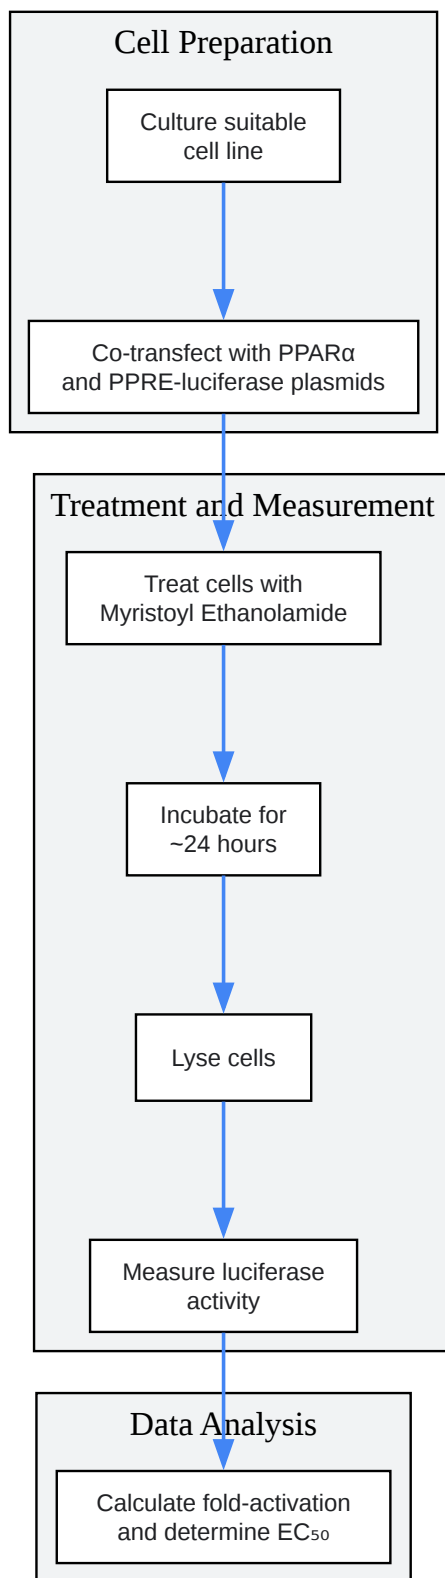 Cell Preparation
Culture suitable
cell line
Co-transfect with PPARα
and PPRE-luciferase plasmids
Treatment and Measurement
Treat cells with
Myristoyl Ethanolamide
Incubate for
~24 hours
Lyse cells
Measure luciferase
activity
Data Analysis
Calculate fold-activation
and determine EC₅₀